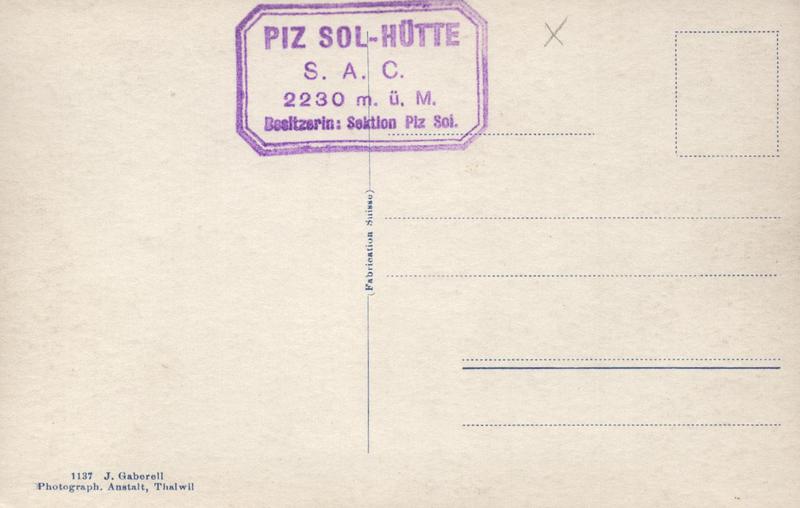 PIZ SOL-HÜTTE
S. A. C.
2230 m. ü. M.
Besitzerin: Sektion Piz Sol.
(Fabrication Suisse)
1137 J. Gaberell
Photograph. Anstalt, Thalwil